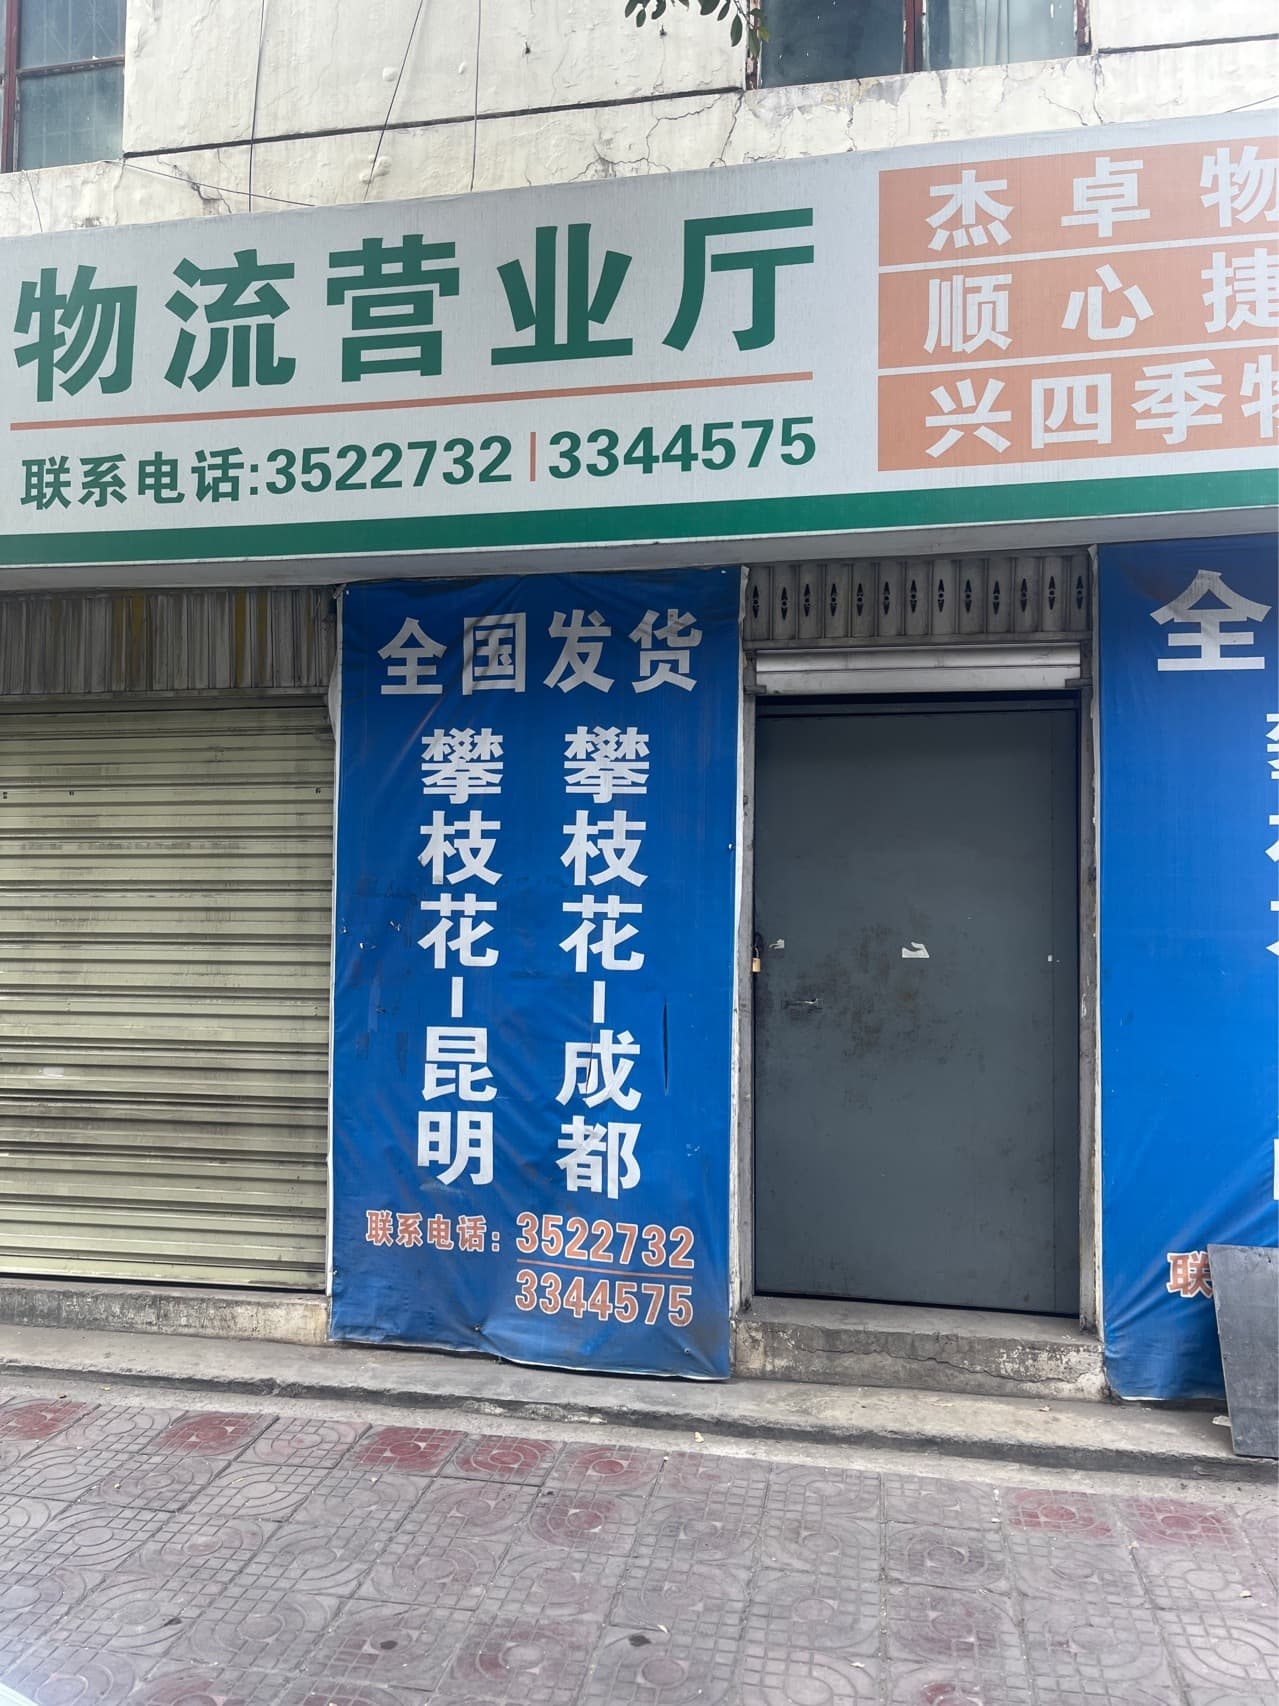 物流营业厅
联系电话:3522732|3344575
杰卓物
顺心捷
兴四季物
全国发货
攀枝花-成都
攀枝花-昆明
联系电话：3522732
3344575
全
联